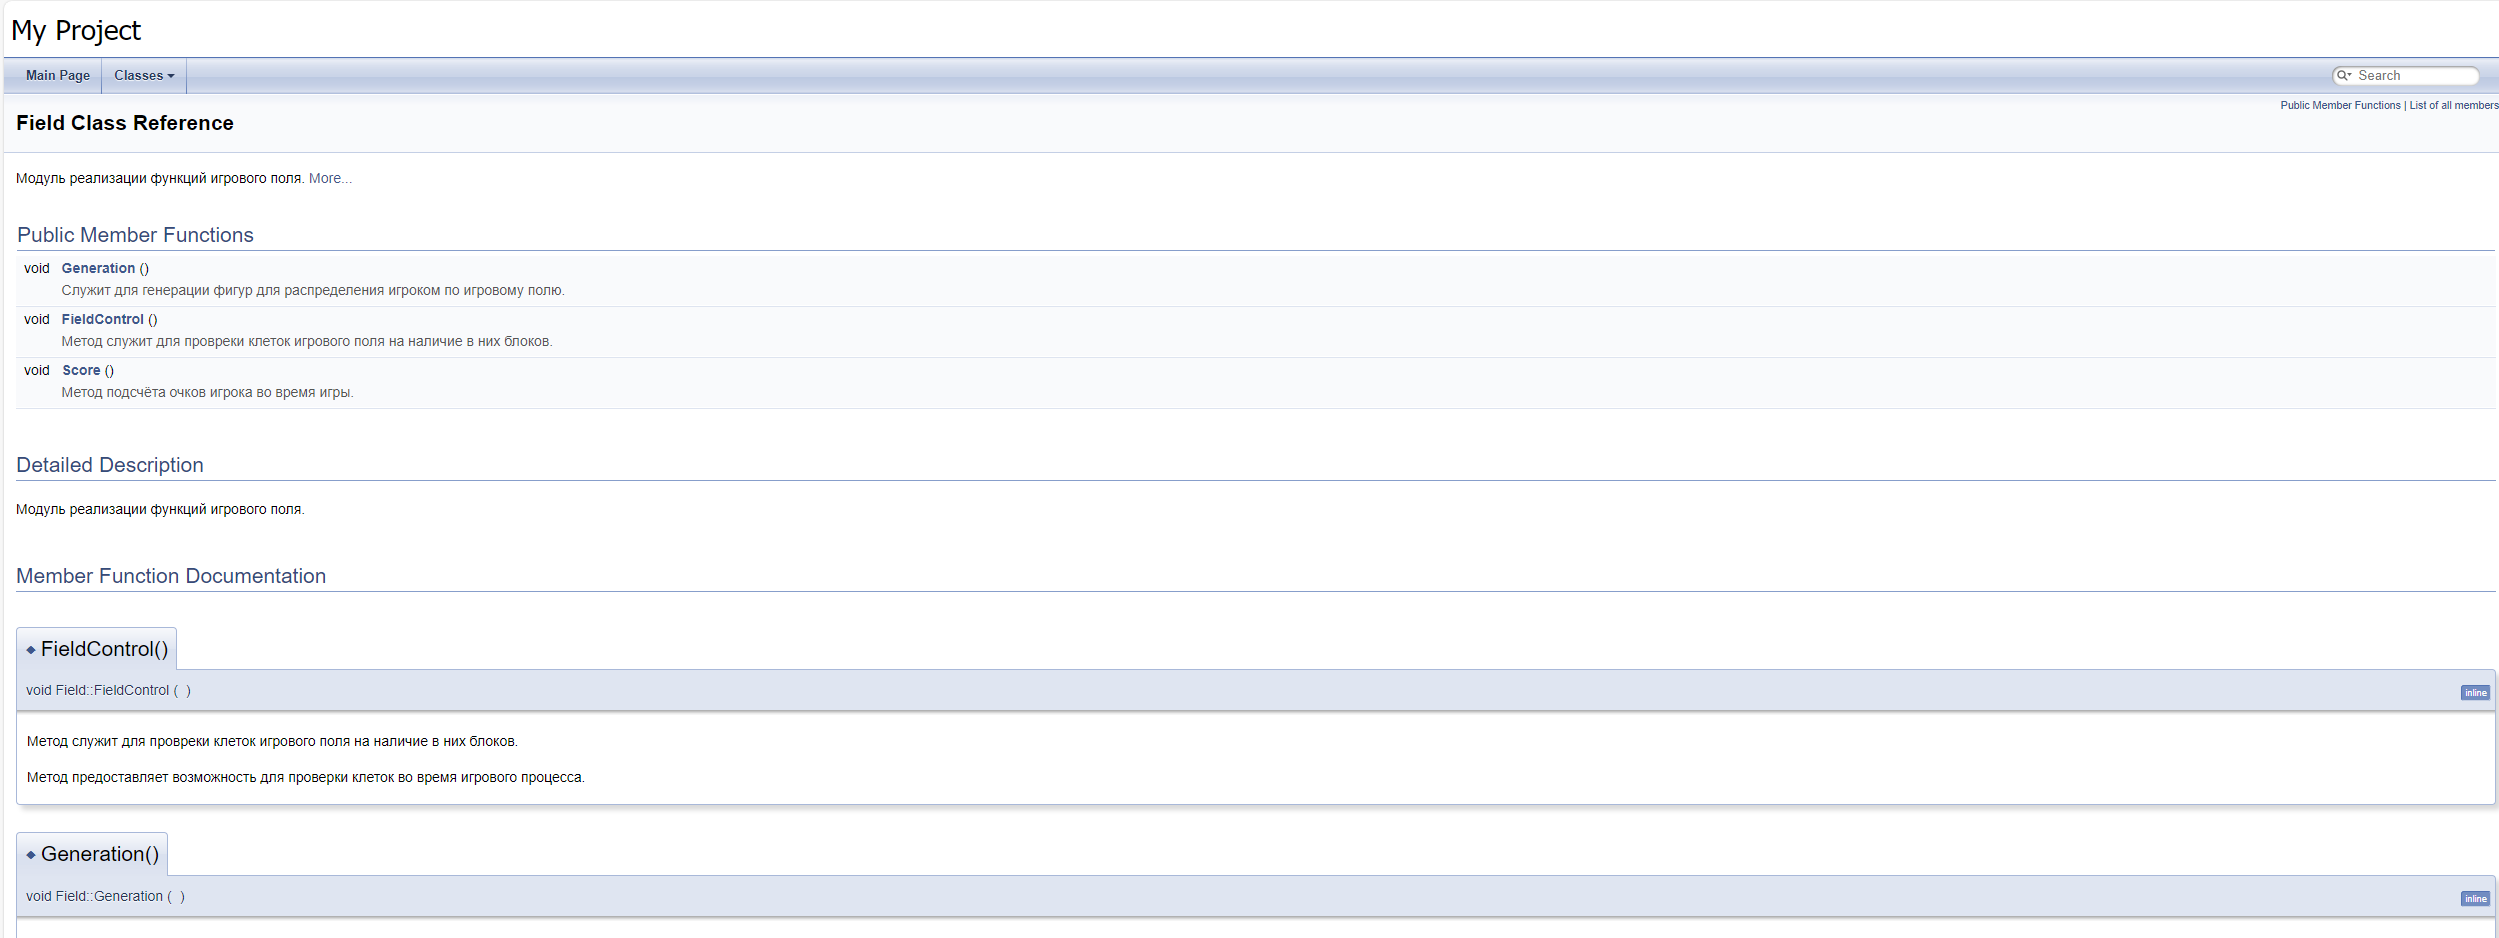 My Project
Main Page
Classes
Search
Public Member Functions | List of all members
Field Class Reference
Модуль реализации функций игрового поля. More...
Public Member Functions
void Generation ()
Служит для генерации фигур для распределения игроком по игровому полю.
void FieldControl ()
Метод служит для провреки клеток игрового поля на наличие в них блоков.
void Score ()
Метод подсчёта очков игрока во время игры.
Detailed Description
Модуль реализации функций игрового поля.
Member Function Documentation
◆ FieldControl()
void Field::FieldControl ( )
inline
Метод служит для провреки клеток игрового поля на наличие в них блоков.
Метод предоставляет возможность для проверки клеток во время игрового процесса.
◆ Generation()
void Field::Generation ( )
inline